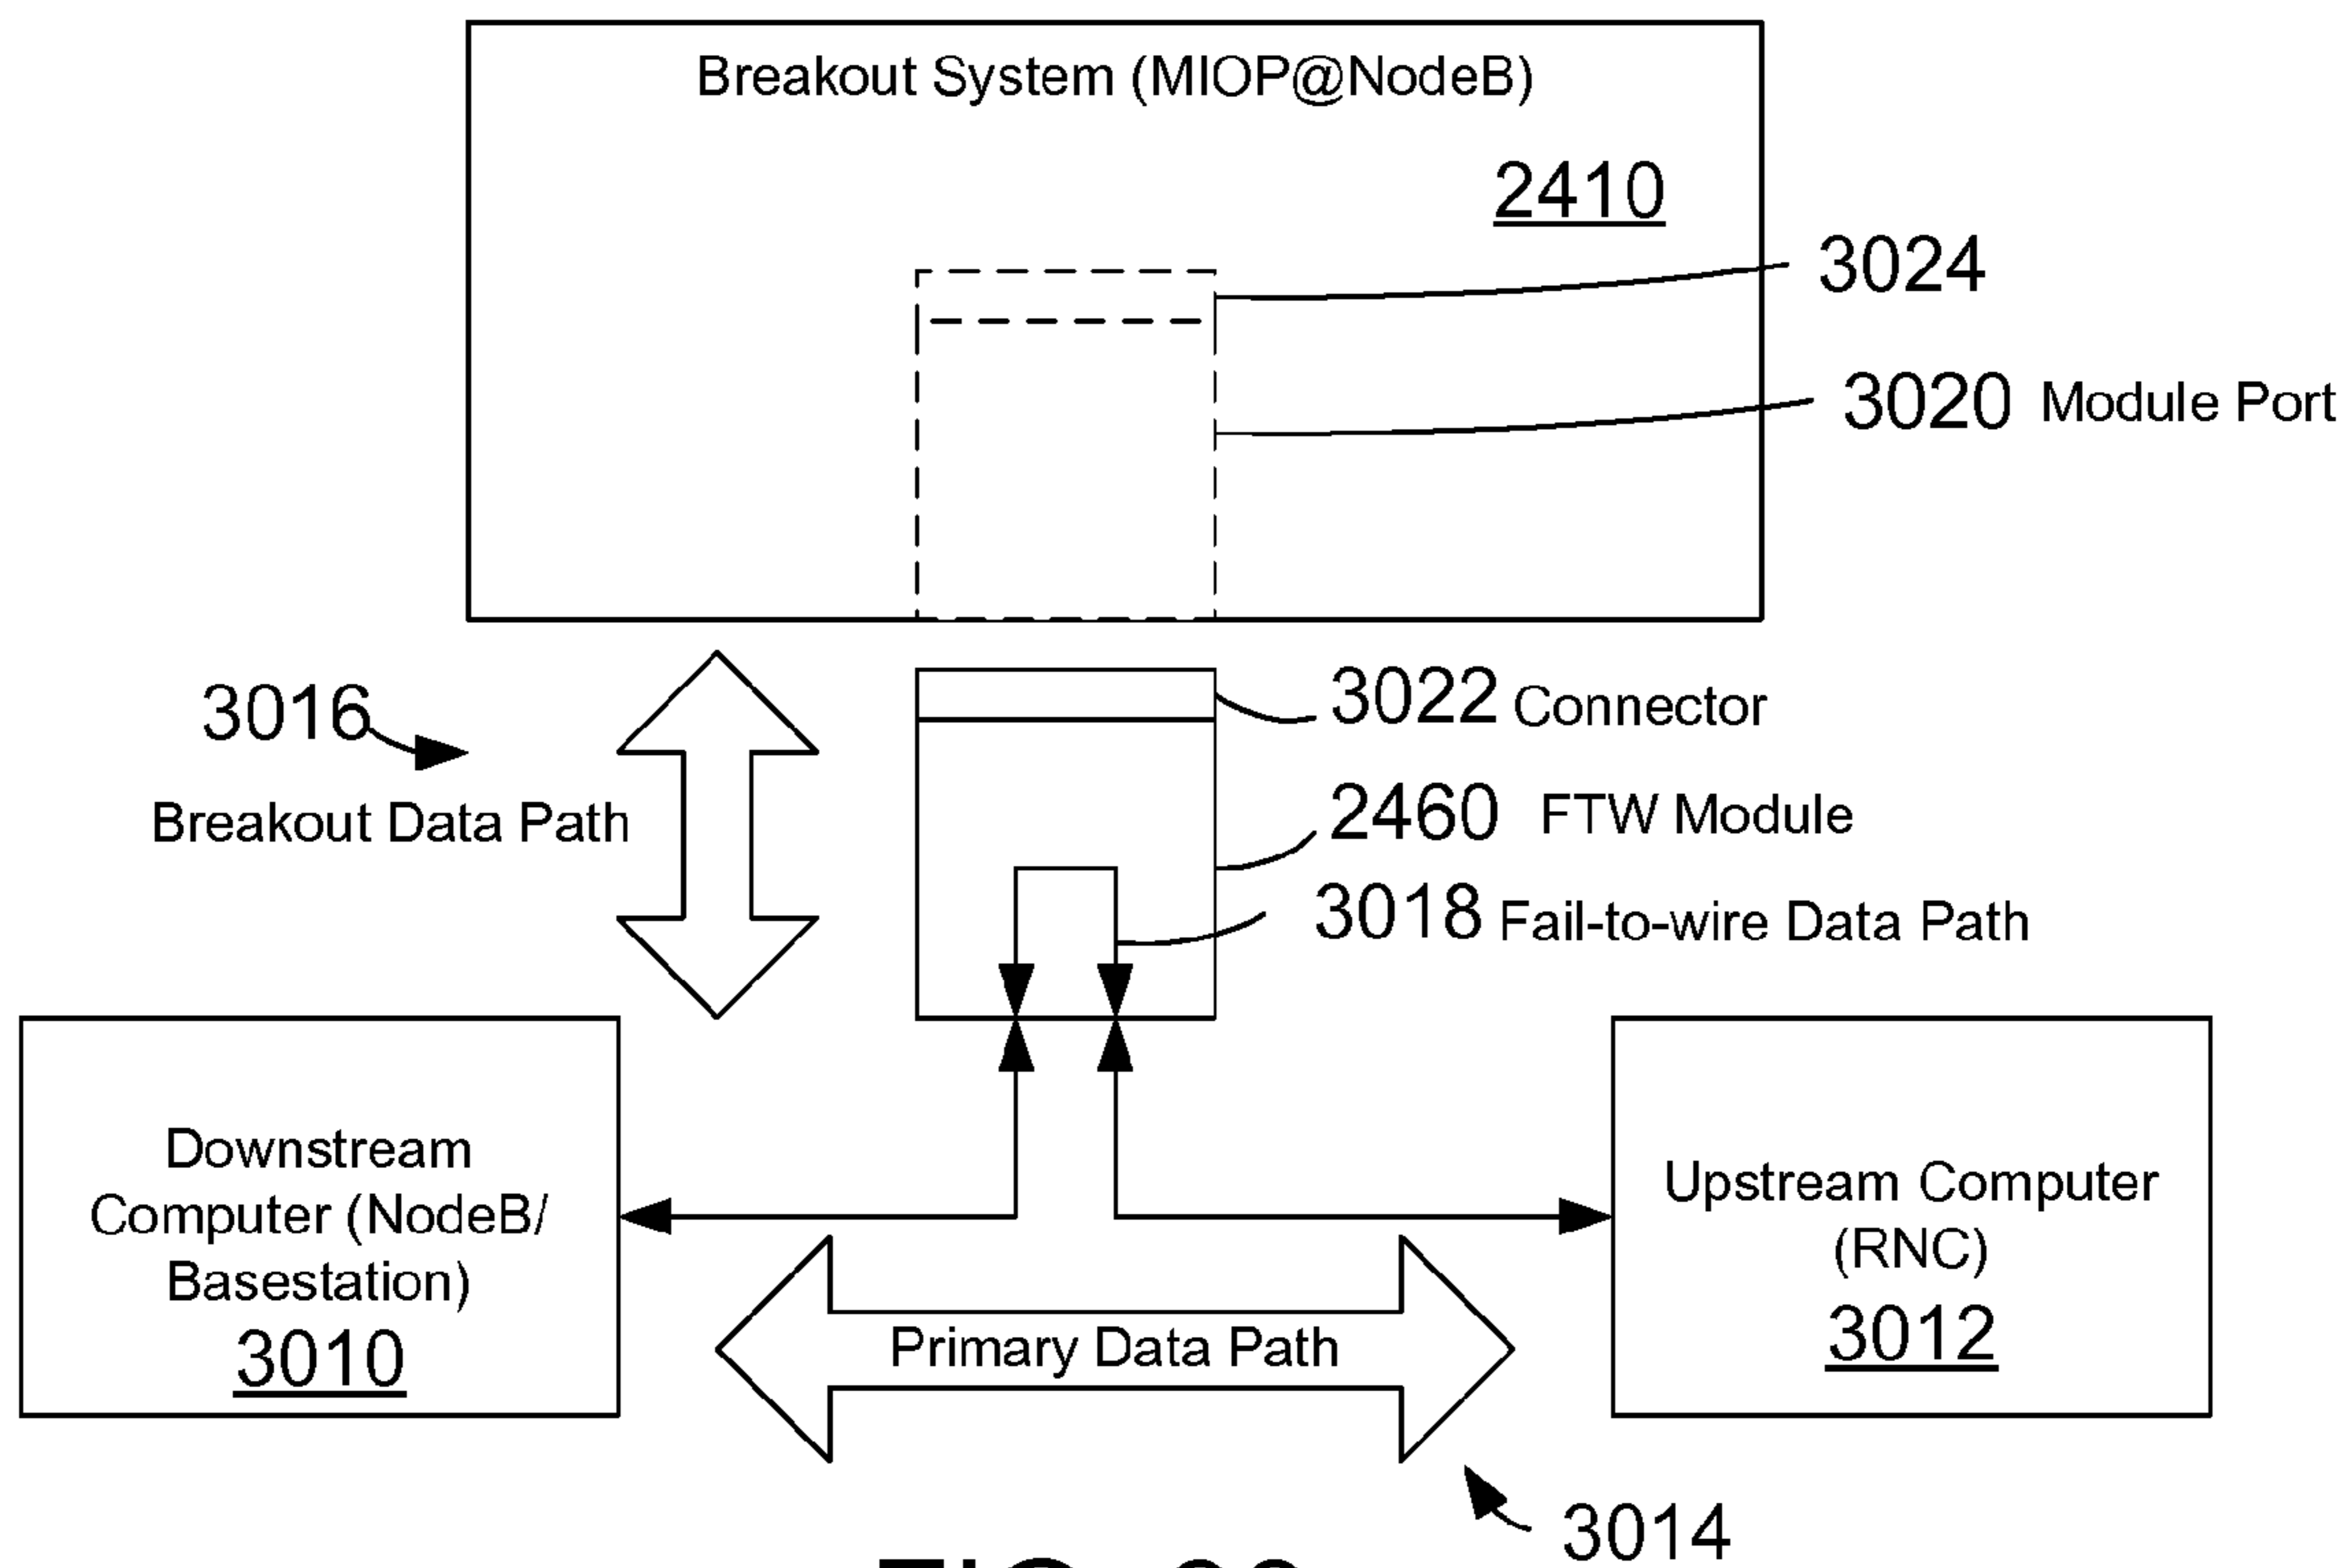 Breakout System (MIOP@NodeB)
2410
3024
3020 Module Port
3016
Breakout Data Path
3022 Connector
2460 FTW Module
3018 Fail-to-wire Data Path
Downstream
Computer (NodeB/
Basestation)
3010
Upstream Computer
(RNC)
3012
Primary Data Path
3014